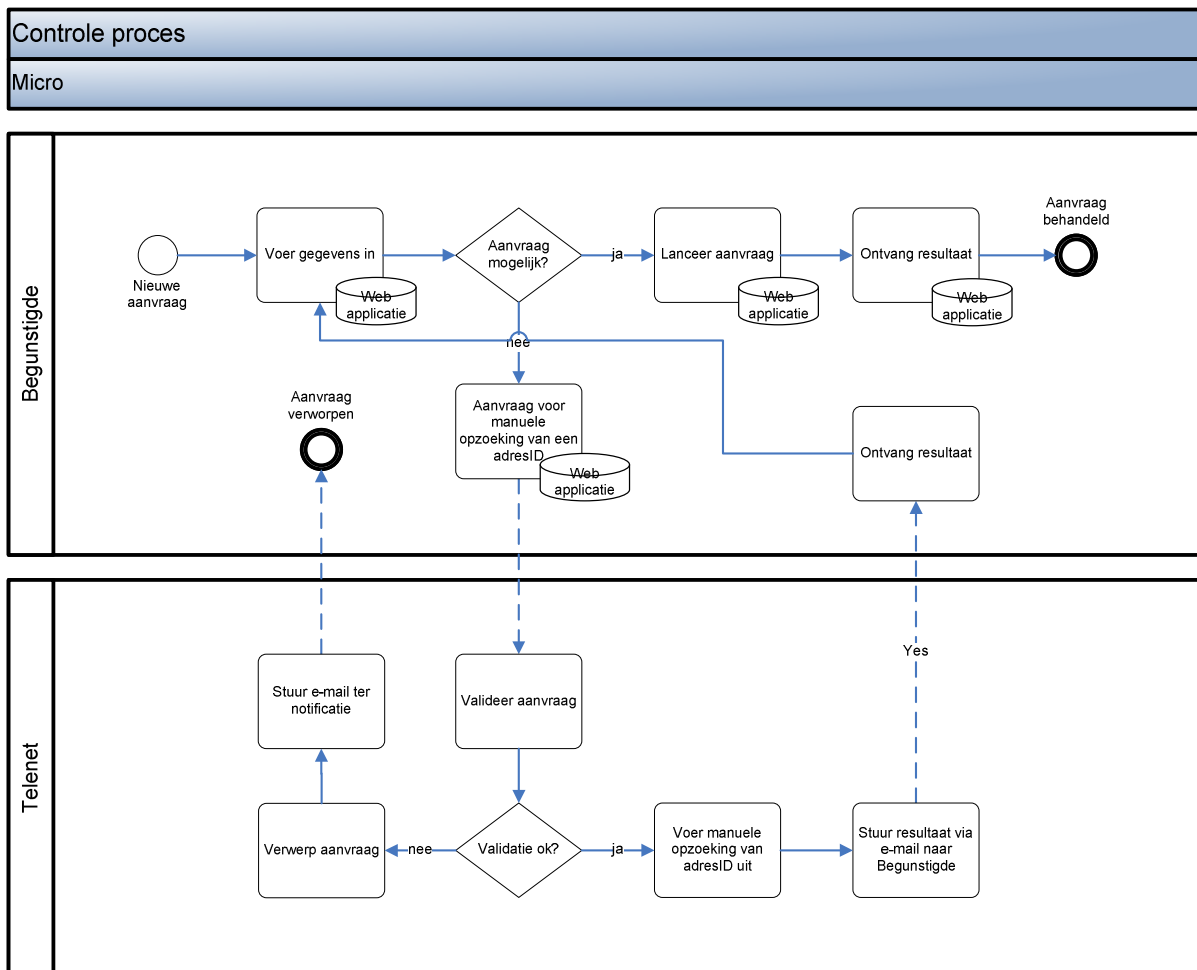 Controle proces
Micro
Begunstigde
Nieuwe
aanvraag
Voer gegevens in
Web
applicatie
Aanvraag
mogelijk?
ja
nee
Lanceer aanvraag
Web
applicatie
Ontvang resultaat
Web
applicatie
Aanvraag
behandeld
Aanvraag
verworpen
Aanvraag voor
manuele
opzoeking van een
adresID
Web
applicatie
Ontvang resultaat
Telenet
Stuur e-mail ter
notificatie
Valideer aanvraag
Yes
Verwerp aanvraag
nee
Validatie ok?
ja
Voer manuele
opzoeking van
adresID uit
Stuur resultaat via
e-mail naar
Begunstigde